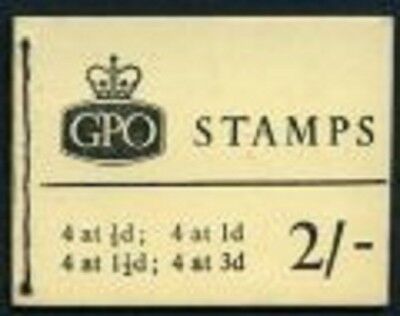 GPO STAMPS
4 at ½d; 4 at 1d
4 at 1½d; 4 at 3d 2/-